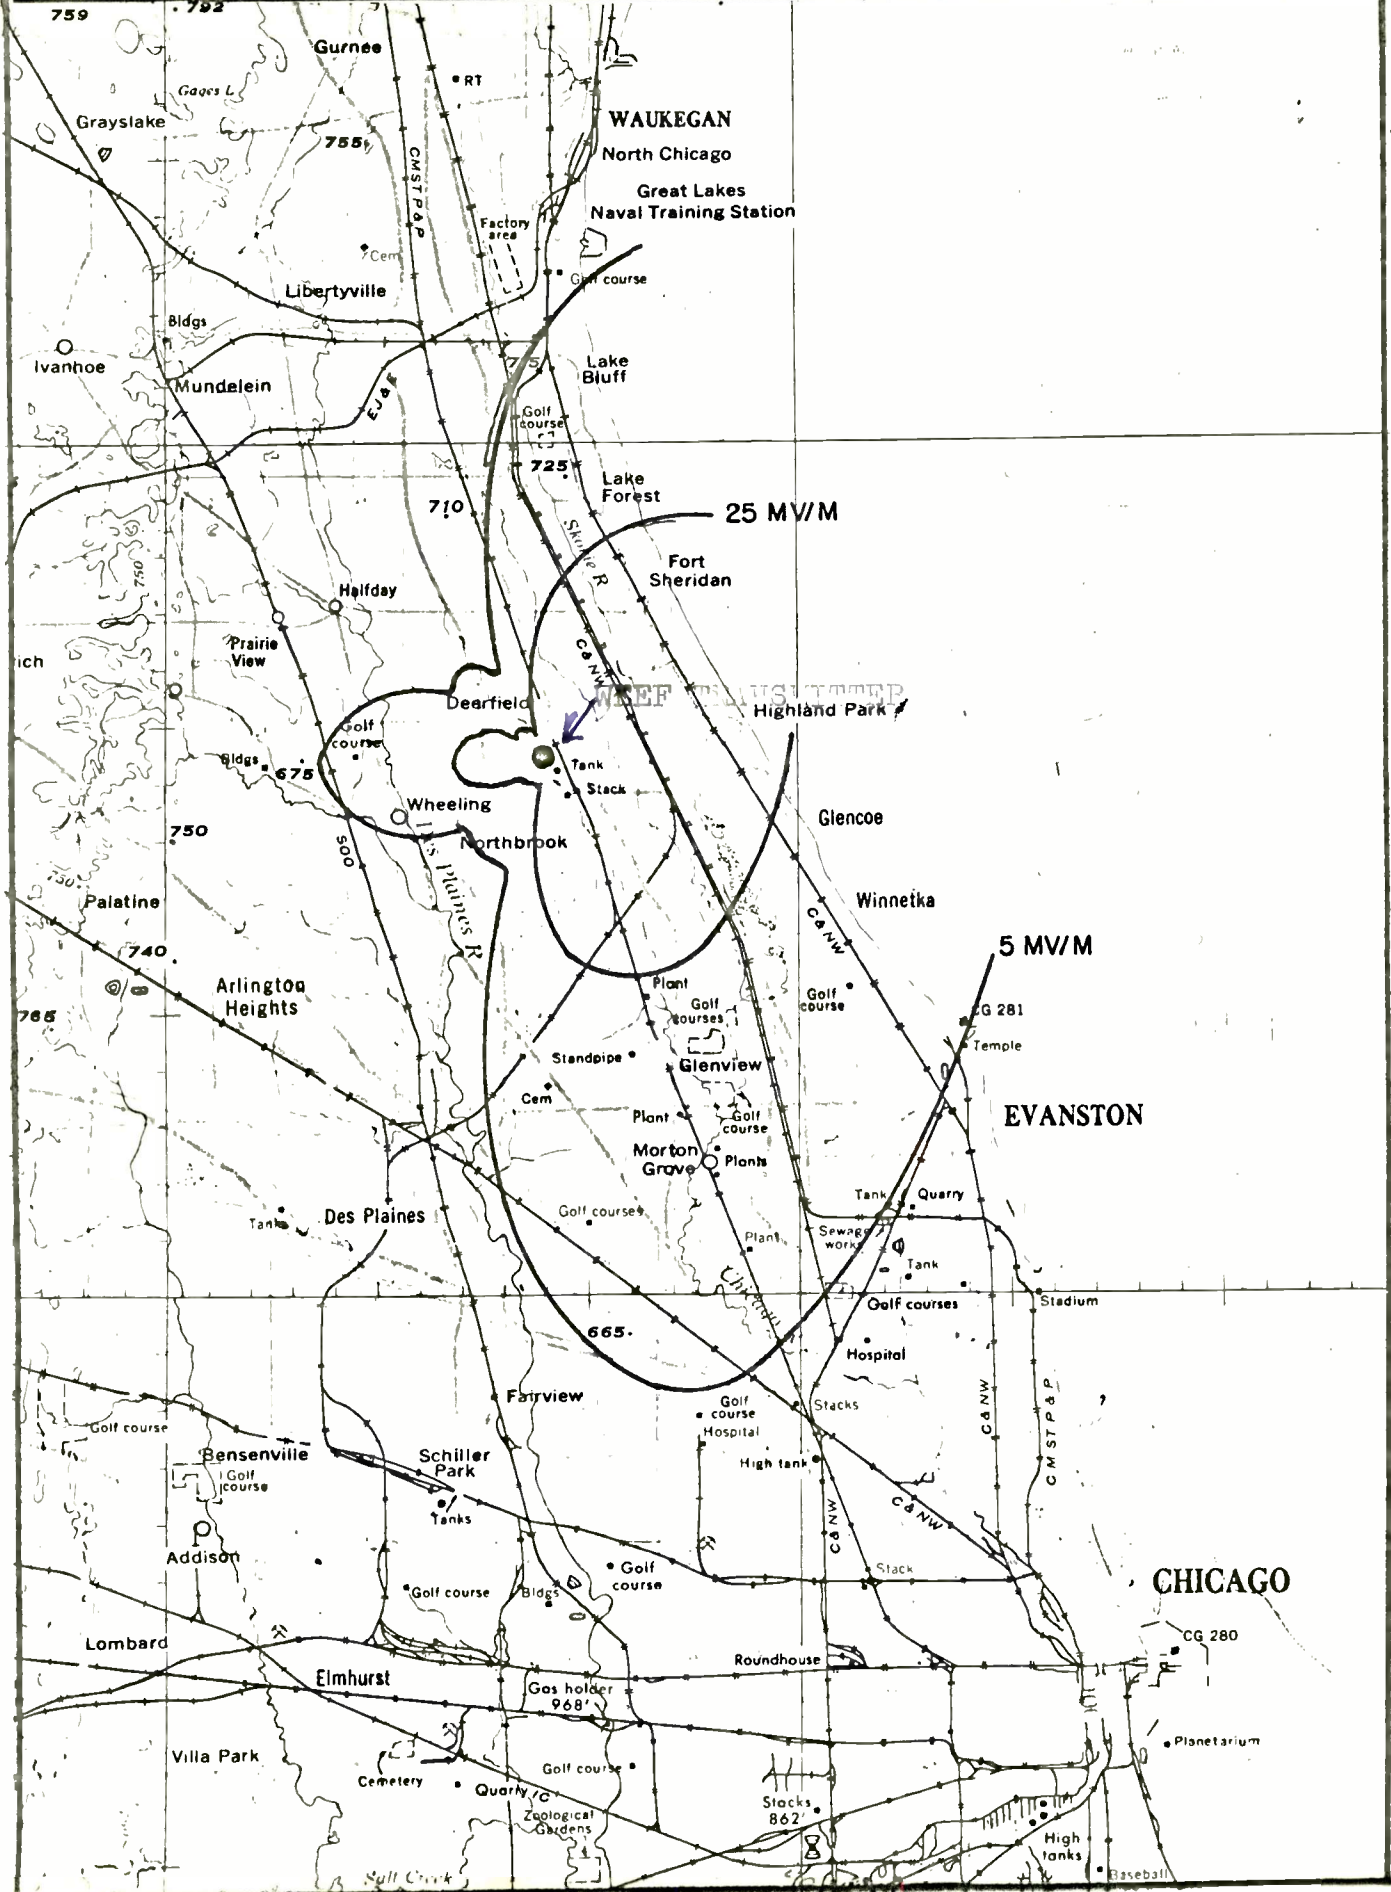 759
792
Gurnee
RT
Gages L
Grayslake
WAUKEGAN
755
North Chicago
CMSTP&P
Great Lakes
Naval Training Station
Factory
area
Cem
Golf course
Libertyville
Bldgs
Ivanhoe
Lake
Bluff
Mundelein
EJ&E
Golf
course
725
Lake
Forest
710
25 MV/M
Skokie R
Fort
Sheridan
750
Halfday
Prairie
View
ich
C&NW
WEEF TRANSMITTER
Deerfield
Highland Park
Golf
course
Bldgs
675
Tank
Stack
Wheeling
Glencoe
750
SOO
Northbrook
Des Plaines R
750
Palatine
Winnetka
C&NW
740
5 MV/M
Arlington
Heights
Plant
Golf
courses
Golf
course
CG 281
765
Temple
Standpipe
Glenview
Cem
Plant
Golf
course
EVANSTON
Morton
Grove
Plants
Tank
Quarry
Tank
Des Plaines
Golf courses
Sewage
works
Plant
Tank
Chicago
Golf courses
Stadium
665
Hospital
Fairview
C&NW
CMSTP&P
Golf
course
Stacks
Hospital
Golf course
Bensenville
Schiller
Park
High tank
Golf
course
Tanks
C&NW
C&NW
Addison
Golf
course
Stack
CHICAGO
Golf course
Bldgs
Lombard
CG 280
Roundhouse
Elmhurst
Gas holder
968'
Villa Park
Planetarium
Cemetery
Golf course
Quarry
Zoological
Gardens
Stacks
862'
High
tanks
Salt Creek
Baseball